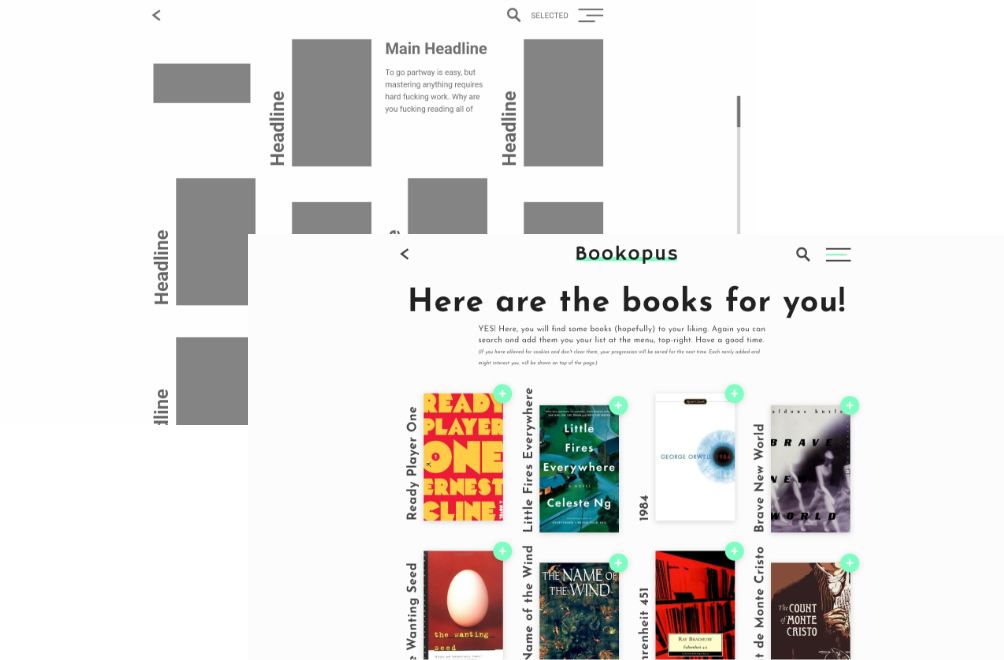 SELECTED
Main Headline
To go partway is easy, but
mastering anything requires
hard fucking work. Why are
you fucking reading all of
Headline
Headline
Headline
dline
Bookopus
Here are the books for you!
YES! Here, you will find some books (hopefully) to your liking. Again you can
search and add them you your list at the menu, top-right. Have a good time.
(If you have allowed for cookies and don't clear them, your progression will be saved for the next time. Each newly added and
might interest you, will be shown on top of the page.)
Ready Player One
READY
PLAYER
ONE
ERNEST
CLINE
Little Fires Everywhere
Little
Fires
Everywhere
A NOVEL
Celeste Ng
1984
GEORGE ORWELL 1984
Brave New World
aldous huxl
BRAVE
NEW
WORLD
e Wanting Seed
the wanting
seed
Name of the Wind
THE NAME OF
THE WIND
hrenheit 451
RAY BRADBURY
Fahrenheit 451
t de Monte Cristo
The COUNT
OF MONTE
CRISTO